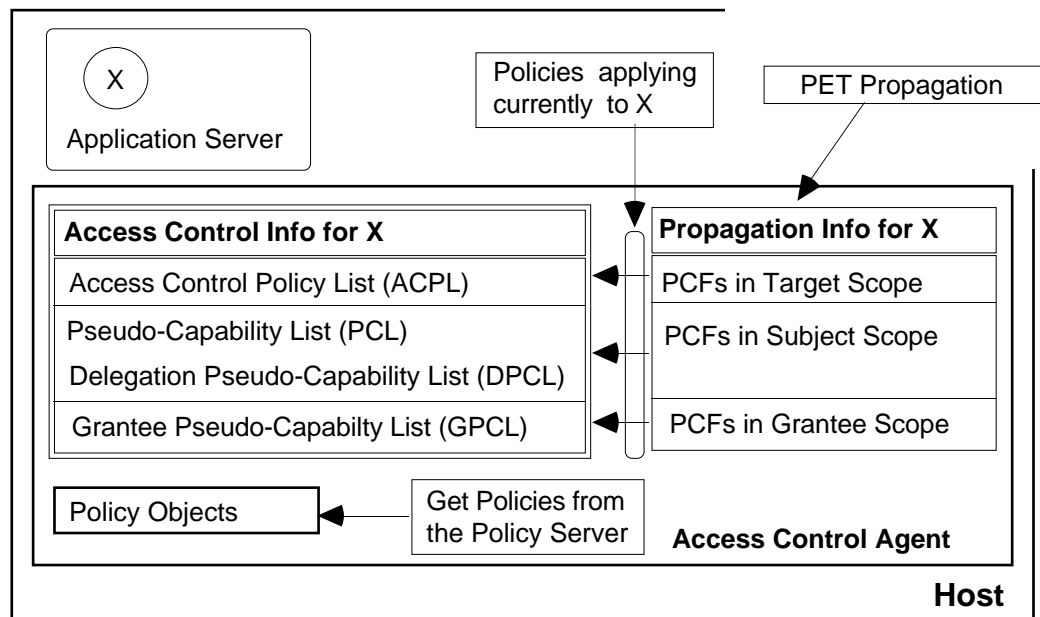 X
Application Server
Policies applying
currently to X
PET Propagation
Access Control Info for X
Access Control Policy List (ACPL)
Pseudo-Capability List (PCL)
Delegation Pseudo-Capability List (DPCL)
Grantee Pseudo-Capabilty List (GPCL)
Propagation Info for X
PCFs in Target Scope
PCFs in Subject Scope
PCFs in Grantee Scope
Policy Objects
Get Policies from
the Policy Server
Access Control Agent
Host